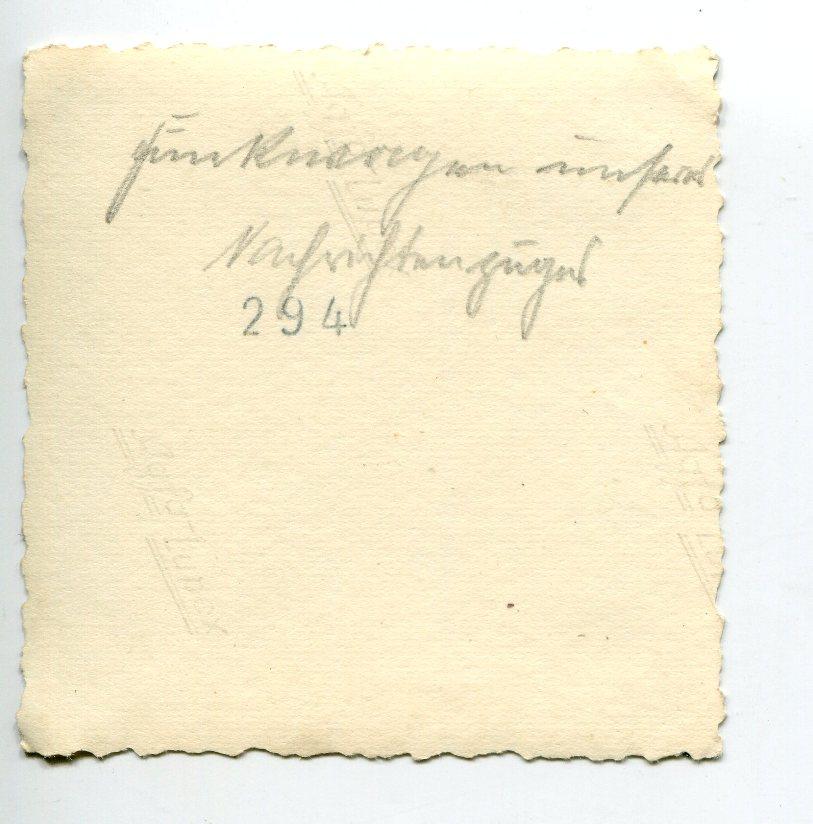 Funkwagen unseres
Nachrichtenzuges
294